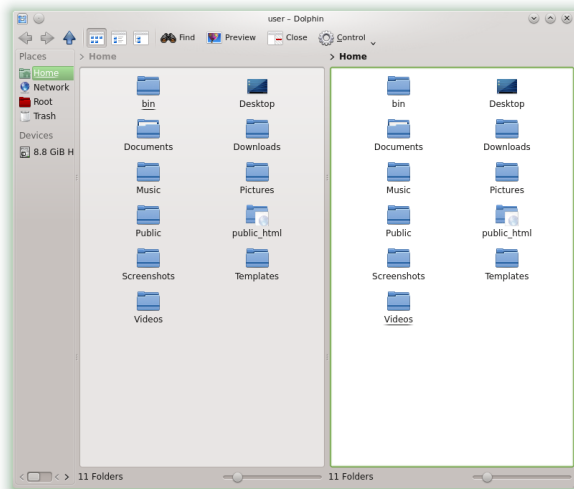 user – Dolphin
Find Preview Close Control
Places
Home
Network
Root
Trash
Devices
8.8 GiB H
> Home
bin Desktop
Documents Downloads
Music Pictures
Public public_html
Screenshots Templates
Videos
11 Folders
> Home
bin Desktop
Documents Downloads
Music Pictures
Public public_html
Screenshots Templates
Videos
11 Folders